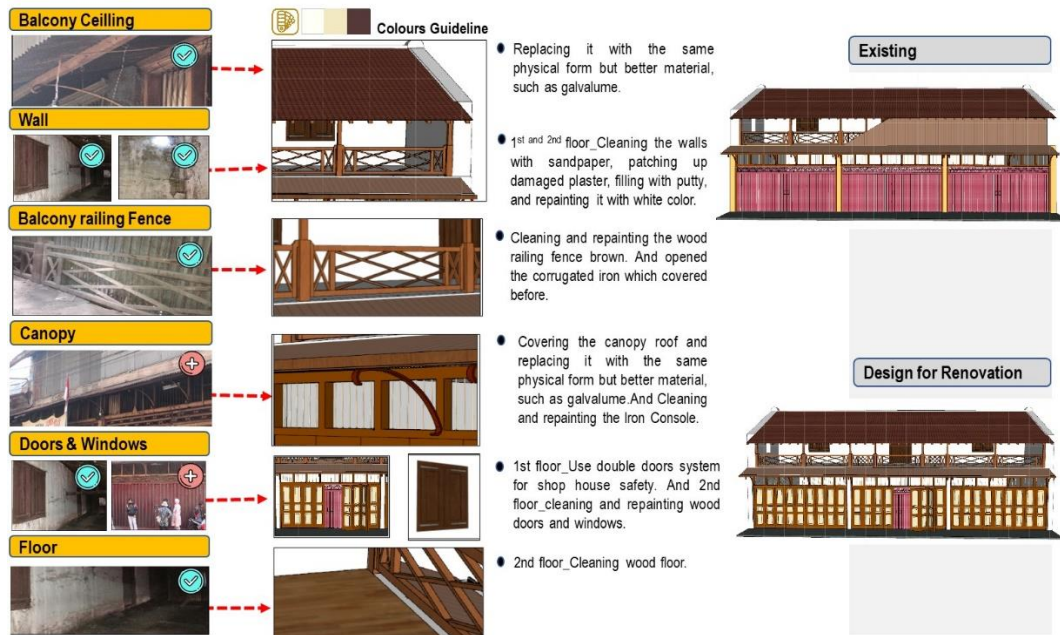 Balcony Ceilling
Colours Guideline
Replacing it with the same
physical form but better material,
such as galvalume.
Existing
Wall
1st and 2nd floor_Cleaning the walls
with sandpaper, patching up
damaged plaster, filling with putty,
and repainting it with white color.
Balcony railing Fence
Cleaning and repainting the wood
railing fence brown. And opened
the corrugated iron which covered
before.
Canopy
Covering the canopy roof and
replacing it with the same
physical form but better material,
such as galvalume.And Cleaning
and repainting the Iron Console.
Design for Renovation
Doors & Windows
1st floor_Use double doors system
for shop house safety. And 2nd
floor_cleaning and repainting wood
doors and windows.
Floor
2nd floor_Cleaning wood floor.